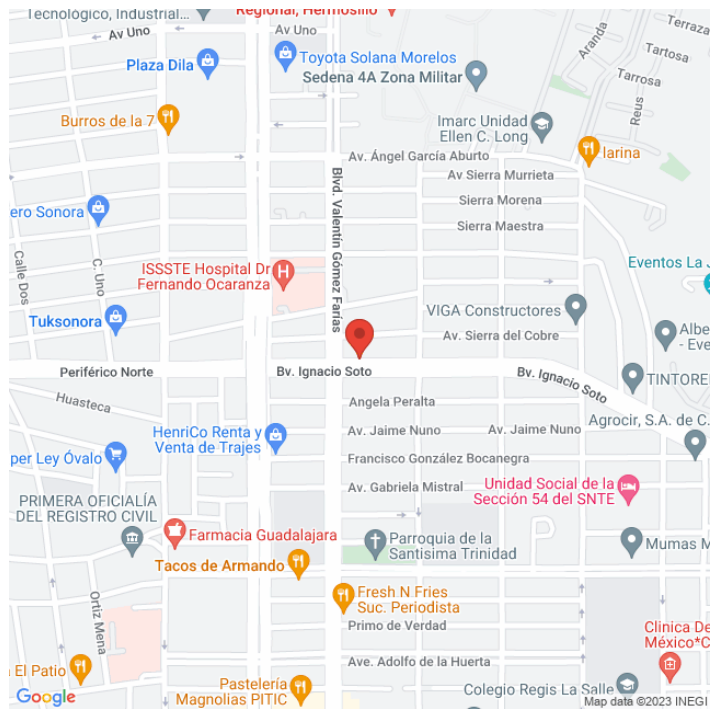 Tecnológico, Industrial...
Regional, Hermosillo
Av Uno
Av Uno
Terraza
Toyota Solana Morelos
Plaza Dila
Sedena 4A Zona Militar
Aranda
Tartosa
Tarrosa
Reus
Burros de la 7
Imarc Unidad
Ellen C. Long
Iarina
Av. Ángel García Aburto
Av Sierra Murrieta
Sierra Morena
Sierra Maestra
Blvd. Valentín Gómez Farías
ero Sonora
Calle Dos
C. Uno
ISSSTE Hospital Dr
Fernando Ocaranza
Eventos La J
VIGA Constructores
Tuksonora
Av. Sierra del Cobre
Albe
- Eve
Periférico Norte
Bv. Ignacio Soto
Bv. Ignacio Soto
TINTOREI
Huasteca
Angela Peralta
Agrocir, S.A. de C.
HenriCo Renta y
Venta de Trajes
Av. Jaime Nuno
Av. Jaime Nuno
per Ley Óvalo
Francisco González Bocanegra
Av. Gabriela Mistral
Unidad Social de la
Sección 54 del SNTE
PRIMERA OFICIALÍA
DEL REGISTRO CIVIL
Farmacia Guadalajara
Parroquia de la
Santisima Trinidad
Mumas M
Tacos de Armando
Fresh N Fries
Suc. Periodista
Ortiz Mena
Primo de Verdad
Clinica De
México*C
Ave. Adolfo de la Huerta
El Patio
Pastelería
Magnolias PITIC
Colegio Regis La Salle
Google
Map data ©2023 INEGI